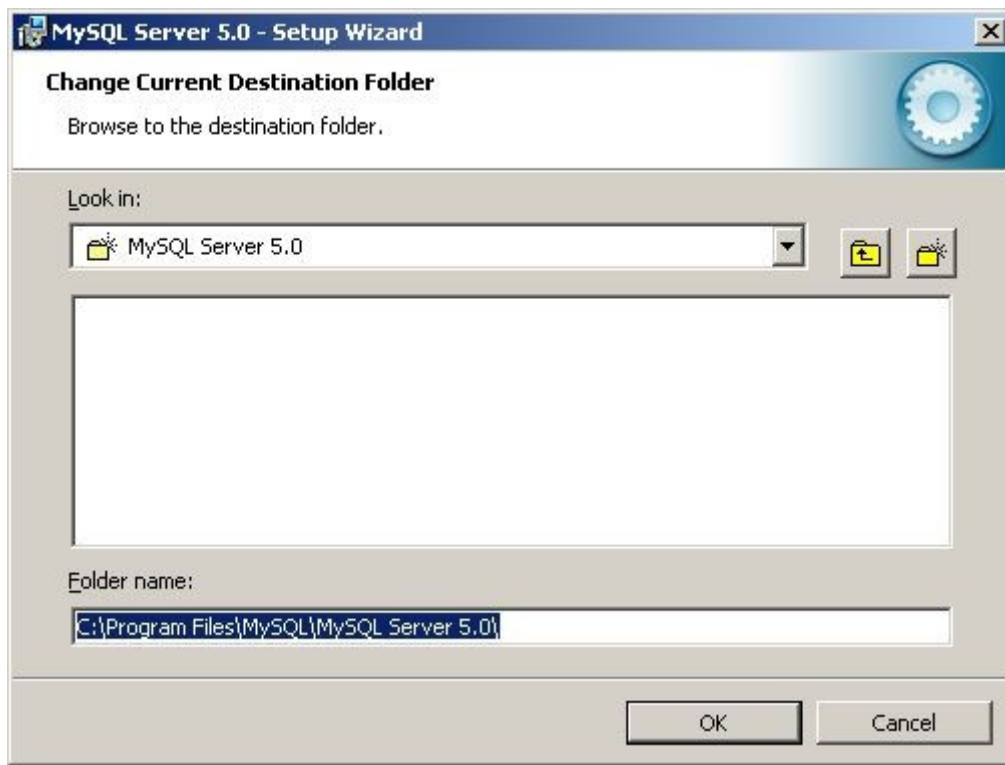 MySQL Server 5.0 - Setup Wizard
Change Current Destination Folder
Browse to the destination folder.
Look in:
MySQL Server 5.0
Folder name:
C:\Program Files\MySQL\MySQL Server 5.0\
OK
Cancel